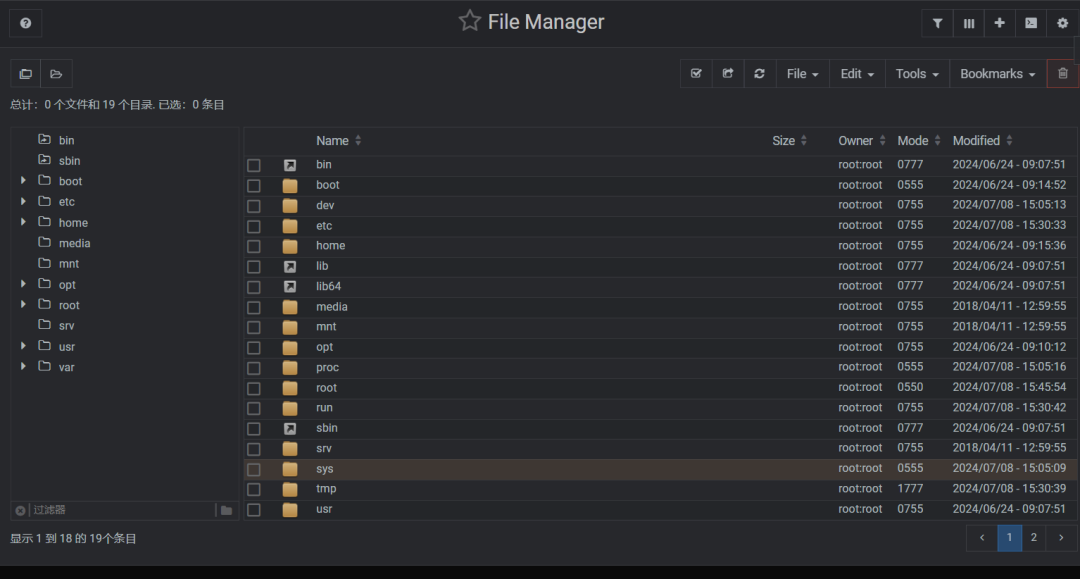 File Manager
File Edit Tools Bookmarks
总计：0 个文件和 19 个目录. 已选：0 条目
bin
sbin
boot
etc
home
media
mnt
opt
root
srv
usr
var
过滤器
Name Size Owner Mode Modified
bin root:root 0777 2024/06/24 - 09:07:51
boot root:root 0555 2024/06/24 - 09:14:52
dev root:root 0755 2024/07/08 - 15:05:13
etc root:root 0755 2024/07/08 - 15:30:33
home root:root 0755 2024/06/24 - 09:15:36
lib root:root 0777 2024/06/24 - 09:07:51
lib64 root:root 0777 2024/06/24 - 09:07:51
media root:root 0755 2018/04/11 - 12:59:55
mnt root:root 0755 2018/04/11 - 12:59:55
opt root:root 0755 2024/06/24 - 09:10:12
proc root:root 0555 2024/07/08 - 15:05:16
root root:root 0550 2024/07/08 - 15:45:54
run root:root 0755 2024/07/08 - 15:30:42
sbin root:root 0777 2024/06/24 - 09:07:51
srv root:root 0755 2018/04/11 - 12:59:55
sys root:root 0555 2024/07/08 - 15:05:09
tmp root:root 1777 2024/07/08 - 15:30:39
usr root:root 0755 2024/06/24 - 09:07:51
显示 1 到 18 的 19个条目
1 2